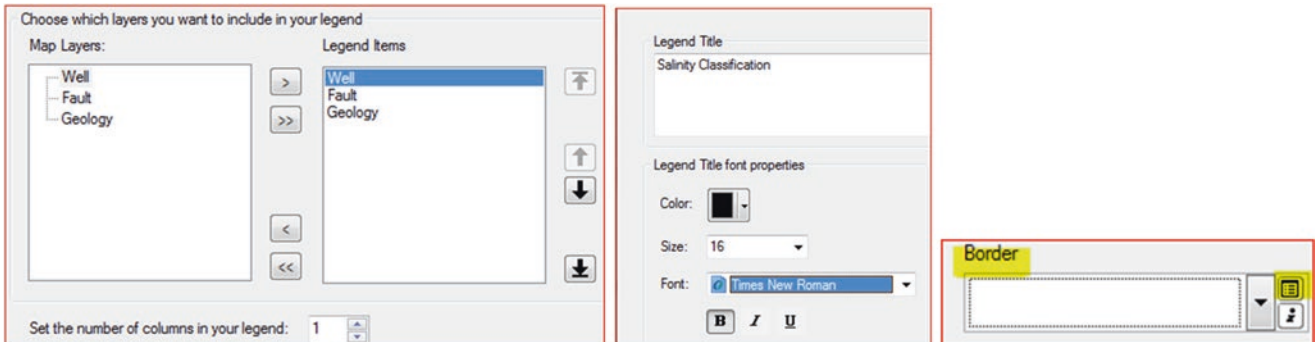 Choose which layers you want to include in your legend
Map Layers:
Legend Items
Well
Fault
Geology
>
>>
<
<<
Well
Fault
Geology
Set the number of columns in your legend: 1
Legend Title
Salinity Classification
Legend Title font properties
Color:
Size: 16
Font: Times New Roman
B I U
Border